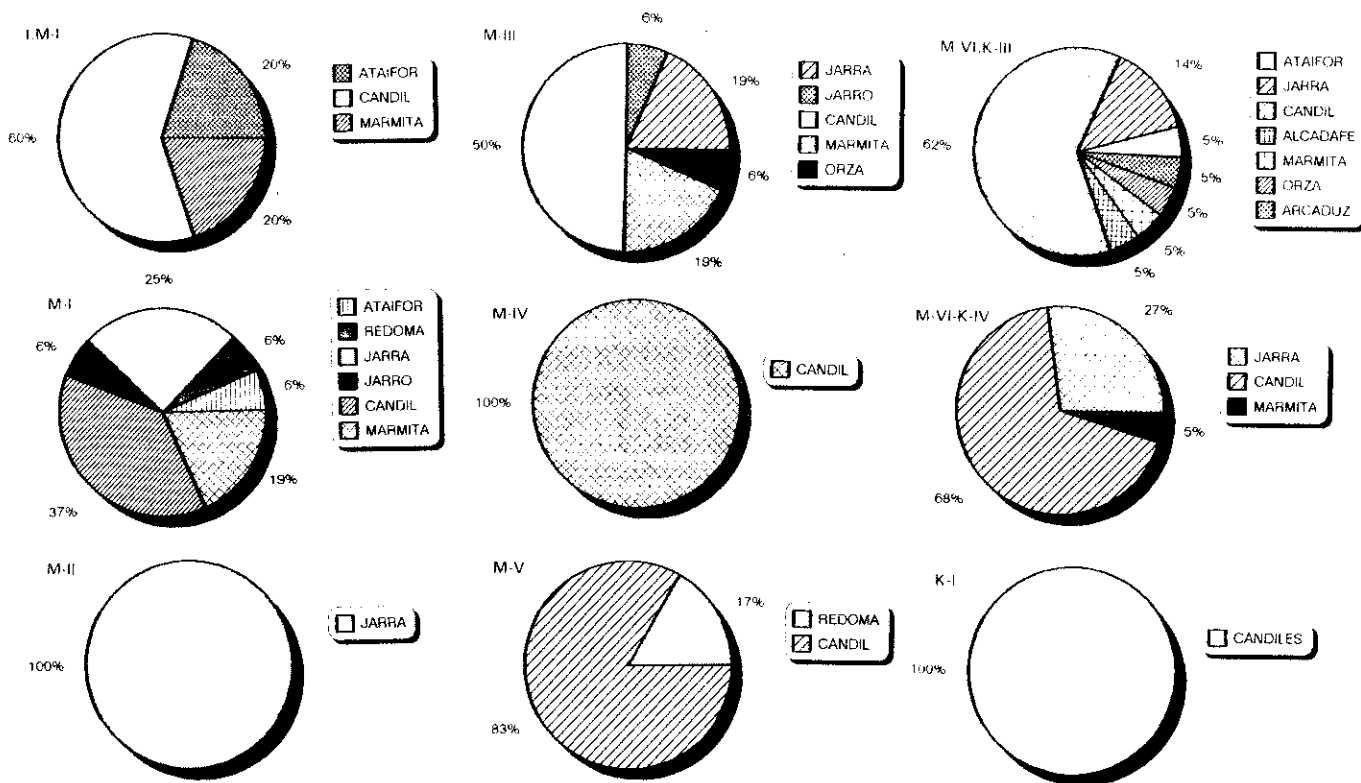 I.M-I
20%
60%
20%
ATAIFOR
CANDIL
MARMITA
M-III
6%
19%
50%
6%
19%
JARRA
JARRO
CANDIL
MARMITA
ORZA
M-VI.K-III
14%
62%
5%
5%
5%
5%
5%
ATAIFOR
JARRA
CANDIL
ALCADAFE
MARMITA
ORZA
ARCADUZ
M-I
25%
6%
6%
6%
37%
19%
ATAIFOR
REDOMA
JARRA
JARRO
CANDIL
MARMITA
M-IV
100%
CANDIL
M-VI-K-IV
27%
5%
68%
JARRA
CANDIL
MARMITA
M-II
100%
JARRA
M-V
17%
83%
REDOMA
CANDIL
K-I
100%
CANDILES